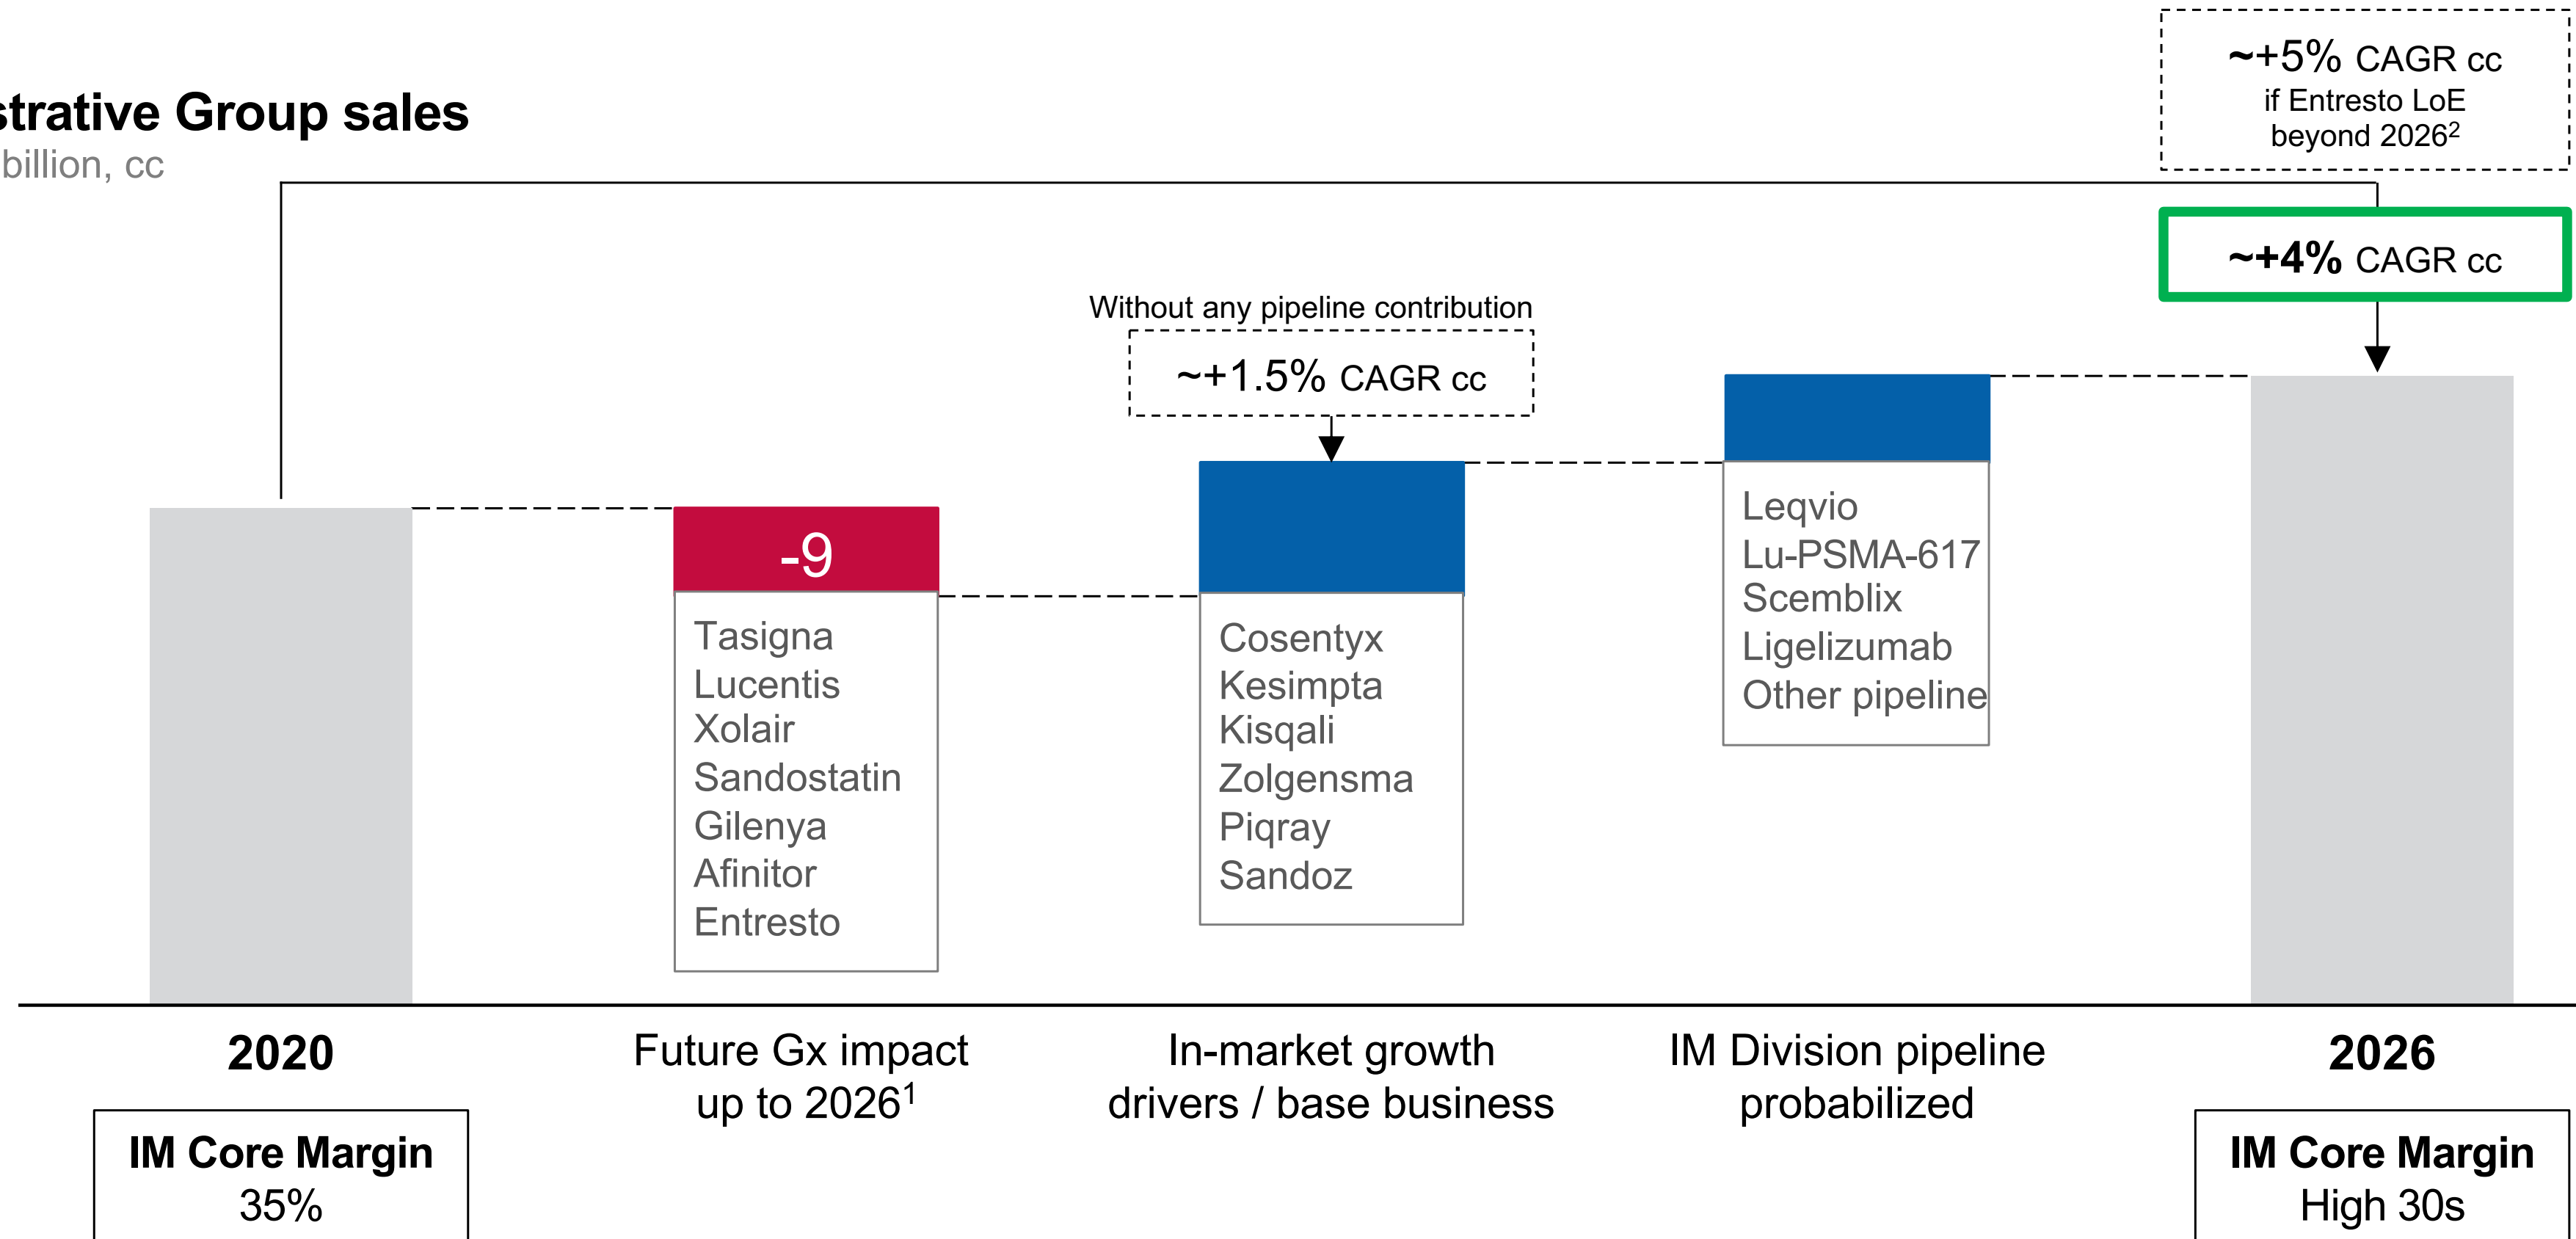 ~+5% CAGR cc
if Entresto LoE
beyond 2026²
strative Group sales
billion, cc
~+4% CAGR cc
Without any pipeline contribution
~+1.5% CAGR cc
-9
Tasigna
Lucentis
Xolair
Sandostatin
Gilenya
Afinitor
Entresto
Cosentyx
Kesimpta
Kisqali
Zolgensma
Piqray
Sandoz
Leqvio
Lu-PSMA-617
Scemblix
Ligelizumab
Other pipeline
2020
Future Gx impact
up to 2026¹
In-market growth
drivers / base business
IM Division pipeline
probabilized
2026
IM Core Margin
35%
IM Core Margin
High 30s